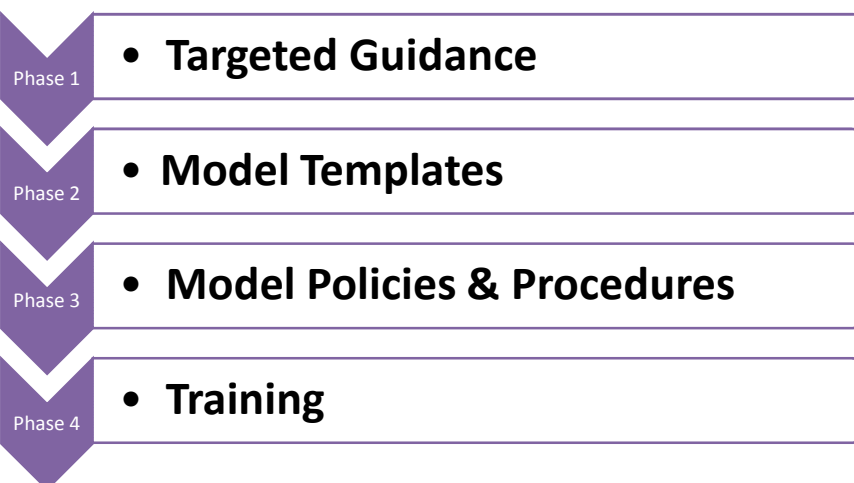 Phase 1
• Targeted Guidance
Phase 2
• Model Templates
Phase 3
• Model Policies & Procedures
Phase 4
• Training